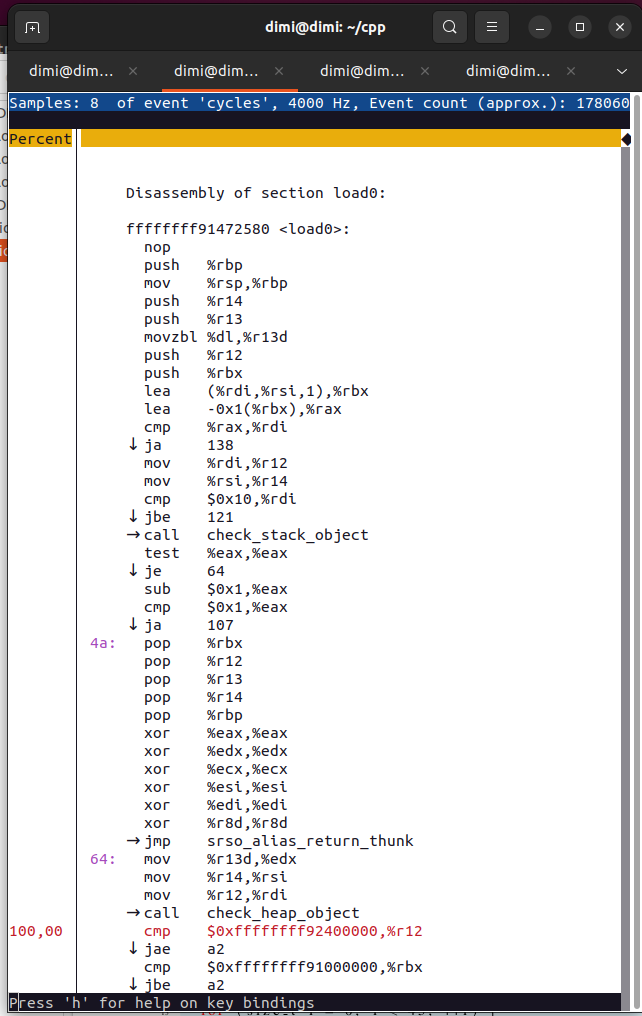 dimi@dimi: ~/cpp
dimi@dim... × dimi@dim... × dimi@dim... × dimi@dim... ×
Samples: 8 of event 'cycles', 4000 Hz, Event count (approx.): 178060
Percent
Disassembly of section load0:
ffffffff91472580 <load0>:
nop
push %rbp
mov %rsp,%rbp
push %r14
push %r13
movzbl %dl,%r13d
push %r12
push %rbx
lea (%rdi,%rsi,1),%rbx
lea -0x1(%rbx),%rax
cmp %rax,%rdi
↓ ja 138
mov %rdi,%r12
mov %rsi,%r14
cmp $0x10,%rdi
↓ jbe 121
→ call check_stack_object
test %eax,%eax
↓ je 64
sub $0x1,%eax
cmp $0x1,%eax
↓ ja 107
4a: pop %rbx
pop %r12
pop %r13
pop %r14
pop %rbp
xor %eax,%eax
xor %edx,%edx
xor %ecx,%ecx
xor %esi,%esi
xor %edi,%edi
xor %r8d,%r8d
→ jmp srso_alias_return_thunk
64: mov %r13d,%edx
mov %r14,%rsi
mov %r12,%rdi
→ call check_heap_object
100,00 cmp $0xffffffff92400000,%r12
↓ jae a2
cmp $0xffffffff91000000,%rbx
↓ jbe a2
Press 'h' for help on key bindings